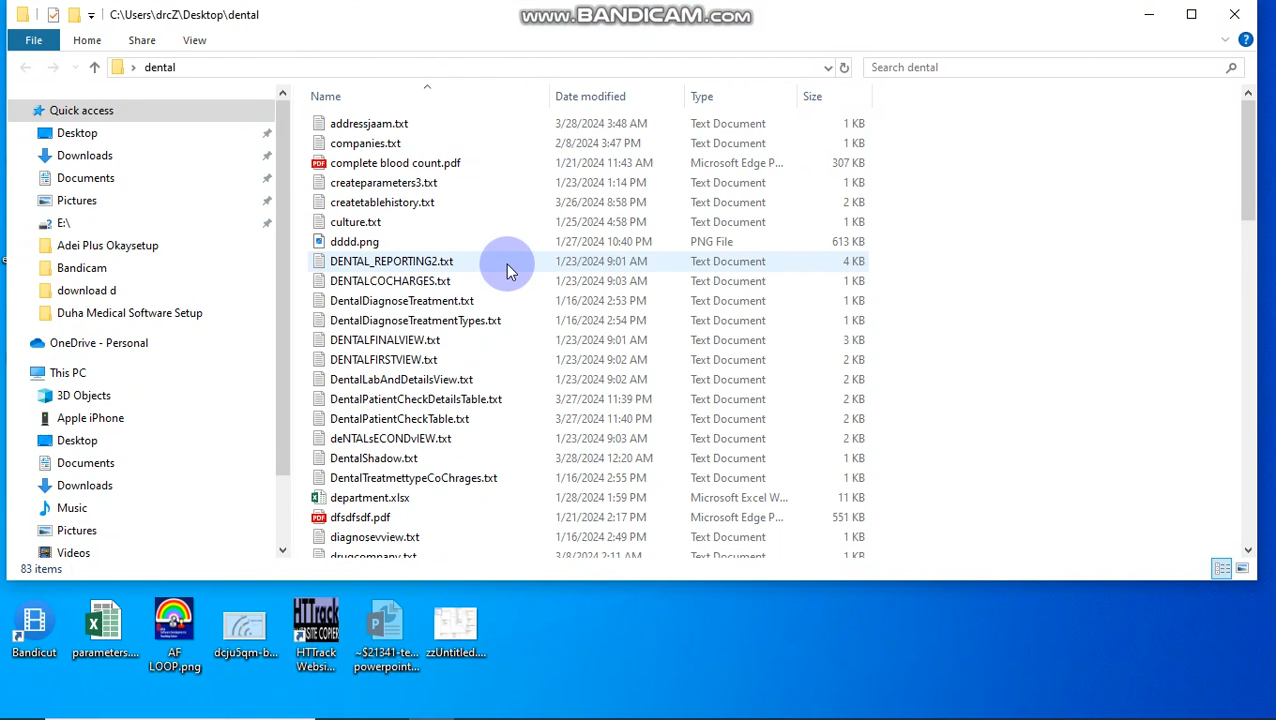 C:\Users\drcZ\Desktop\dental
WWW.BANDICAM.COM
File Home Share View
dental
Search dental
Quick access
Desktop
Downloads
Documents
Pictures
E:\
Adei Plus Okaysetup
Bandicam
download d
Duha Medical Software Setup
OneDrive - Personal
This PC
3D Objects
Apple iPhone
Desktop
Documents
Downloads
Music
Pictures
Videos
Name Date modified Type Size
addressjaam.txt 3/28/2024 3:48 AM Text Document 1 KB
companies.txt 2/8/2024 3:47 PM Text Document 1 KB
complete blood count.pdf 1/21/2024 11:43 AM Microsoft Edge P... 307 KB
createparameters3.txt 1/23/2024 1:14 PM Text Document 1 KB
createtablehistory.txt 3/26/2024 8:58 PM Text Document 2 KB
culture.txt 1/25/2024 4:58 PM Text Document 1 KB
dddd.png 1/27/2024 10:40 PM PNG File 613 KB
DENTAL_REPORTING2.txt 1/23/2024 9:01 AM Text Document 4 KB
DENTALCOCHARGES.txt 1/23/2024 9:03 AM Text Document 1 KB
DentalDiagnoseTreatment.txt 1/16/2024 2:53 PM Text Document 1 KB
DentalDiagnoseTreatmentTypes.txt 1/16/2024 2:54 PM Text Document 1 KB
DENTALFINALVIEW.txt 1/23/2024 9:01 AM Text Document 3 KB
DENTALFIRSTVIEW.txt 1/23/2024 9:02 AM Text Document 2 KB
DentalLabAndDetailsView.txt 1/23/2024 9:02 AM Text Document 2 KB
DentalPatientCheckDetailsTable.txt 3/27/2024 11:39 PM Text Document 2 KB
DentalPatientCheckTable.txt 3/27/2024 11:40 PM Text Document 2 KB
deNTALsECONDvIEW.txt 1/23/2024 9:03 AM Text Document 2 KB
DentalShadow.txt 3/28/2024 12:20 AM Text Document 1 KB
DentalTreatmettypeCoChrages.txt 1/16/2024 2:55 PM Text Document 1 KB
department.xlsx 1/28/2024 1:59 PM Microsoft Excel W... 11 KB
dfsdfsdf.pdf 1/21/2024 2:17 PM Microsoft Edge P... 551 KB
diagnosevview.txt 1/16/2024 2:49 PM Text Document 1 KB
drugcompany.txt 3/8/2024 2:11 AM Text Document 1 KB
83 items
HTTrack
WEBSITE COPIER
Bandicut
parameters....
AF
LOOP.png
dcju5qm-b...
HTTrack
Websi...
~$21341-te...
powerpoint...
zzUntitled....